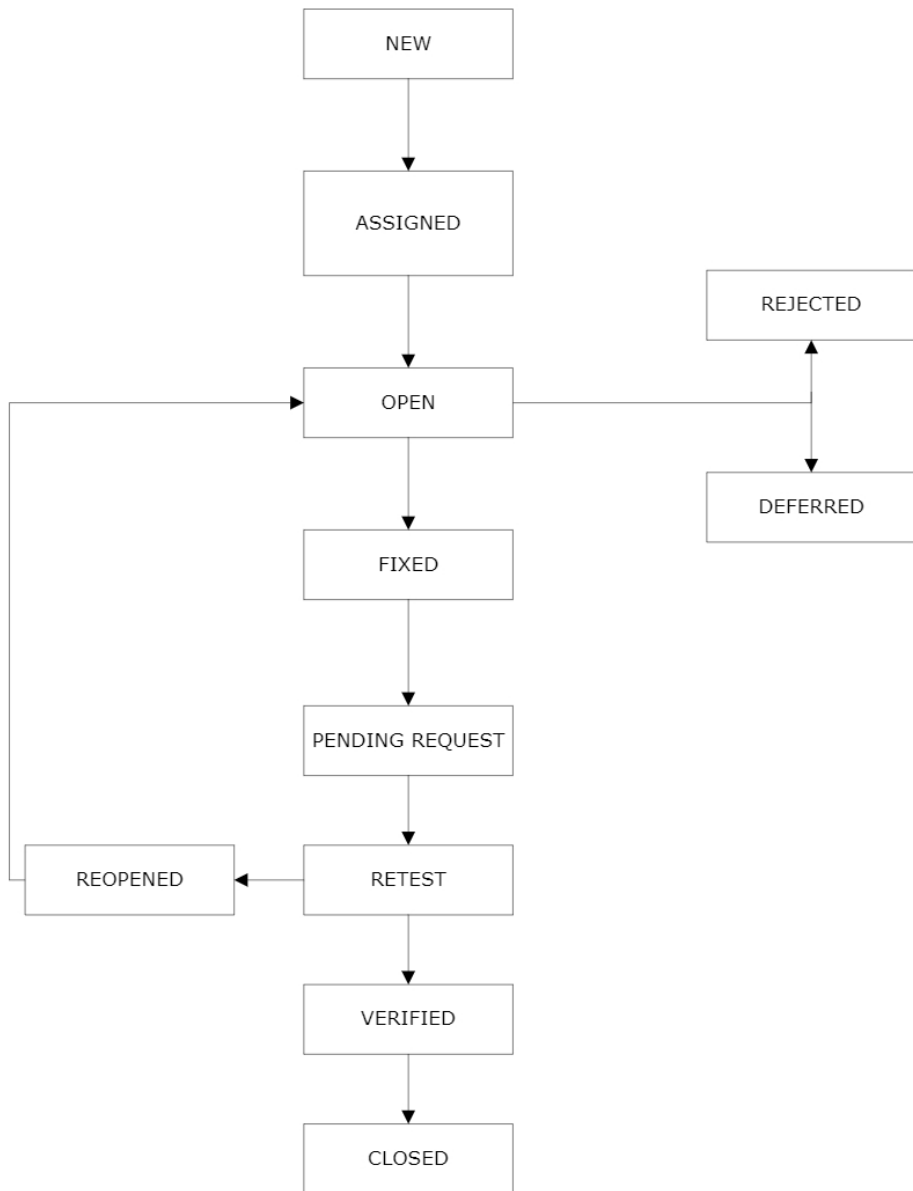 NEW
ASSIGNED
REJECTED
OPEN
DEFERRED
FIXED
PENDING REQUEST
REOPENED
RETEST
VERIFIED
CLOSED